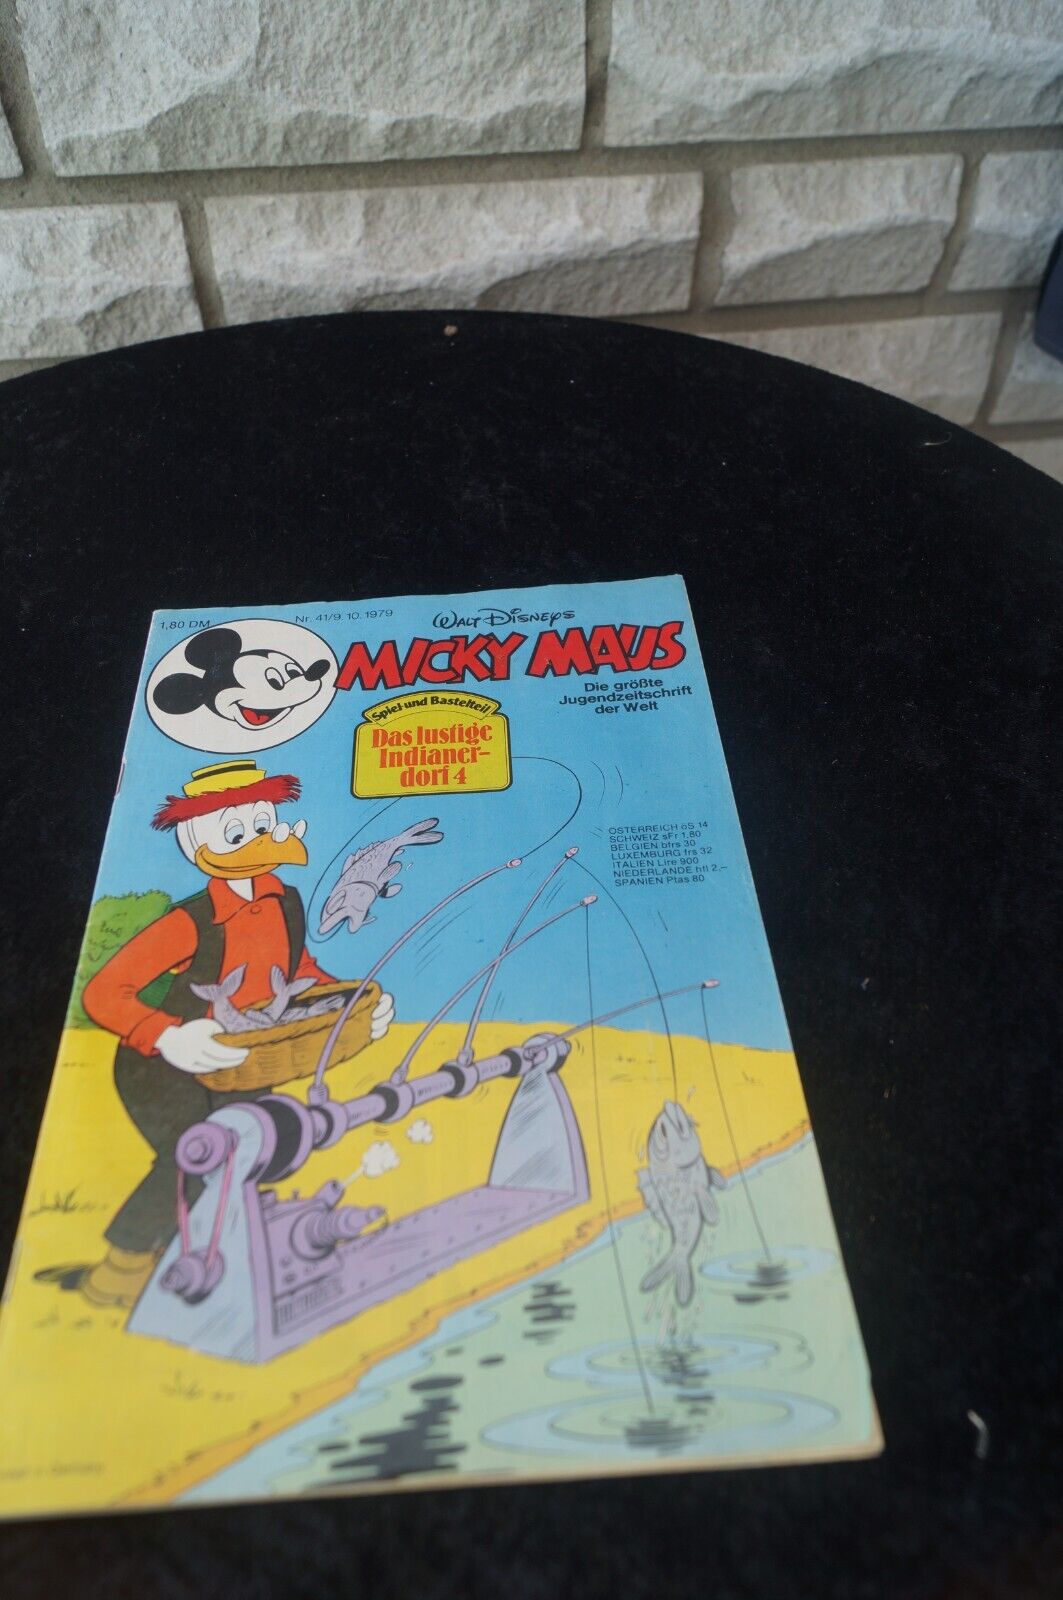 1,80 DM
Nr. 41/9.10.1979
WALT DISNEYS
MICKY MAUS
Die größte
Jugendzeitschrift
der Welt
Spiel-und Bastelteil
Das lustige
Indianer-
dorf 4
ÖSTERREICH öS 14
SCHWEIZ sFr 1,80
BELGIEN bfrs 30
LUXEMBURG frs 32
ITALIEN Lire 900
NIEDERLANDE hfl 2,–
SPANIEN Ptas 80
in Germany